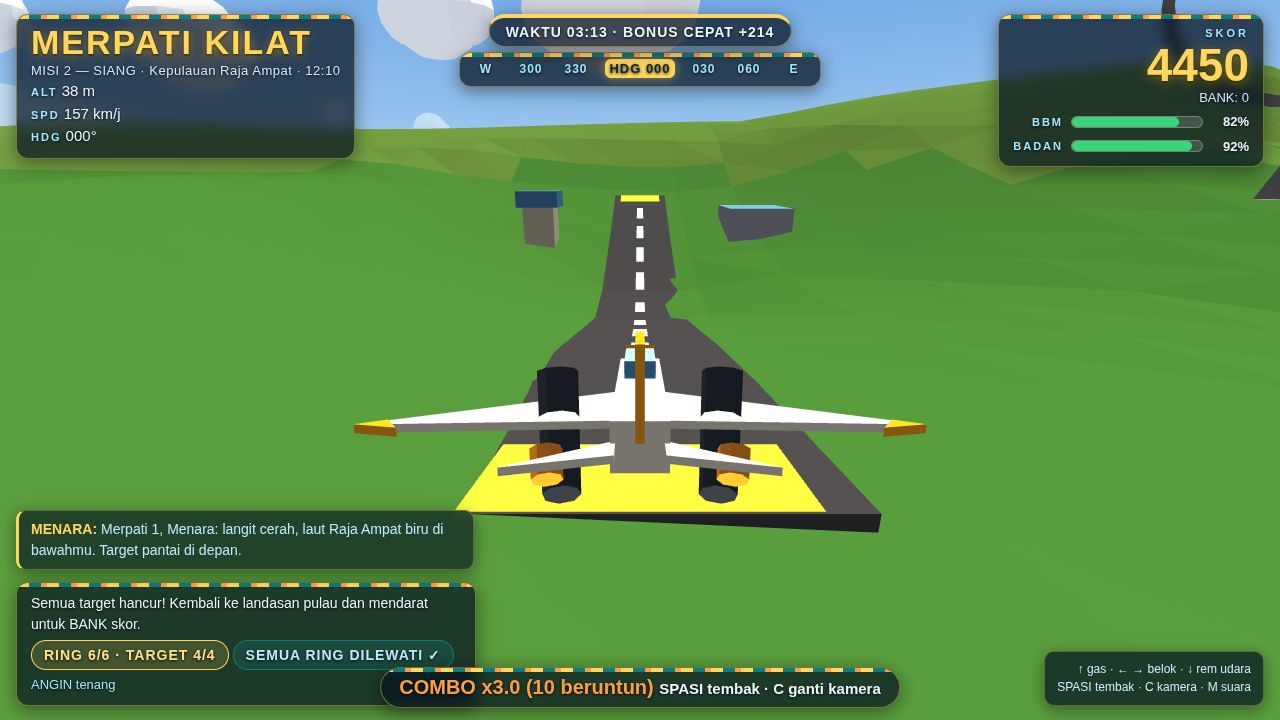 MERPATI KILAT
MISI 2 — SIANG · Kepulauan Raja Ampat · 12:10
ALT 38 m
SPD 157 km/j
HDG 000°
WAKTU 03:13 · BONUS CEPAT +214
W 300 330 HDG 000 030 060 E
SKOR
4450
BANK: 0
BBM 82%
BADAN 92%
MENARA: Merpati 1, Menara: langit cerah, laut Raja Ampat biru di
bawahmu. Target pantai di depan.
Semua target hancur! Kembali ke landasan pulau dan mendarat
untuk BANK skor.
RING 6/6 · TARGET 4/4 SEMUA RING DILEWATI ✓
ANGIN tenang
COMBO x3.0 (10 beruntun) SPASI tembak · C ganti kamera
↑ gas · ← → belok · ↓ rem udara
SPASI tembak · C kamera · M suara